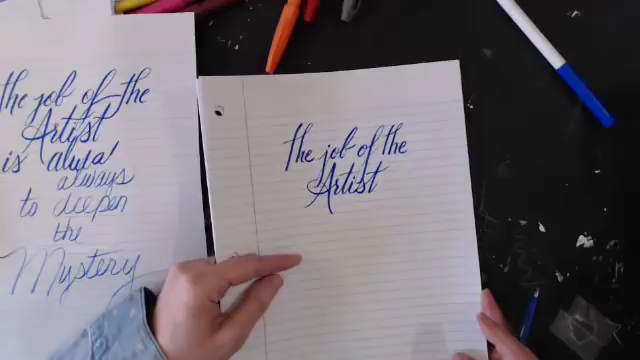 the job of the
Artist
is alwa
always
to deepen
the
Mystery
the job of the
Artist